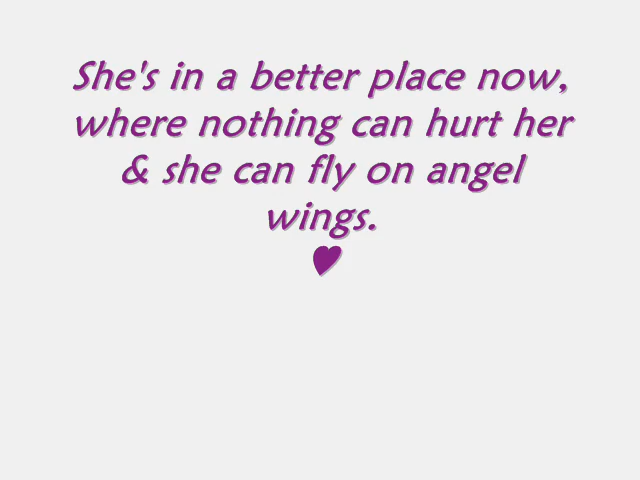 She's in a better place now,
where nothing can hurt her
& she can fly on angel
wings.
♥